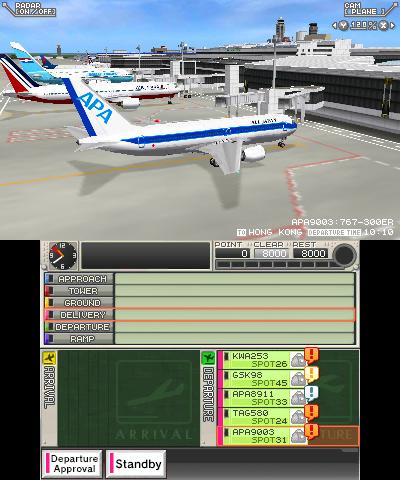 RADAR
[ON/OFF]
CAM
[PLANE]
Y 120% X
APA
APA9003:767-300ER
TO HONG KONG DEPARTURE TIME 10:10
POINT CLEAR REST
0 8000 8000
APPROACH
TOWER
GROUND
DELIVERY
DEPARTURE
RAMP
ARRIVAL
ARRIVAL
DEPARTURE
KWA253
SPOT26
GSK98
SPOT45
APA8911
SPOT33
TAG580
SPOT24
APA9003
SPOT31
Departure
Approval
Standby